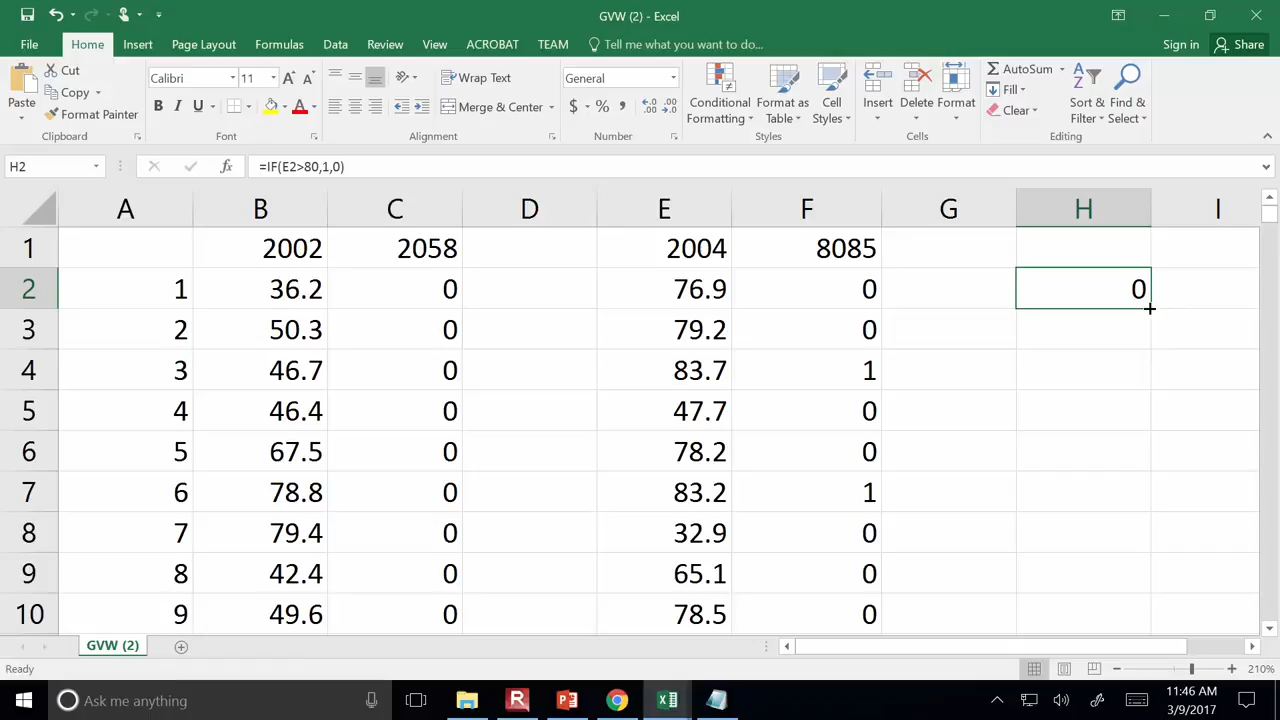 GVW (2) - Excel
File Home Insert Page Layout Formulas Data Review View ACROBAT TEAM Tell me what you want to do... Sign in Share
Paste
Cut
Copy
Format Painter
Clipboard
Calibri 11
B I U
Font
Wrap Text
Merge & Center
Alignment
General
$ % ,
Number
Conditional Formatting
Format as Table
Cell Styles
Styles
Insert Delete Format
Cells
AutoSum
Fill
Clear
Sort & Filter
Find & Select
Editing
H2 fx =IF(E2>80,1,0)
A B C D E F G H I
1 2002 2058 2004 8085
2 1 36.2 0 76.9 0 0
3 2 50.3 0 79.2 0
4 3 46.7 0 83.7 1
5 4 46.4 0 47.7 0
6 5 67.5 0 78.2 0
7 6 78.8 0 83.2 1
8 7 79.4 0 32.9 0
9 8 42.4 0 65.1 0
10 9 49.6 0 78.5 0
GVW (2)
Ready 210%
Ask me anything
11:46 AM
3/9/2017